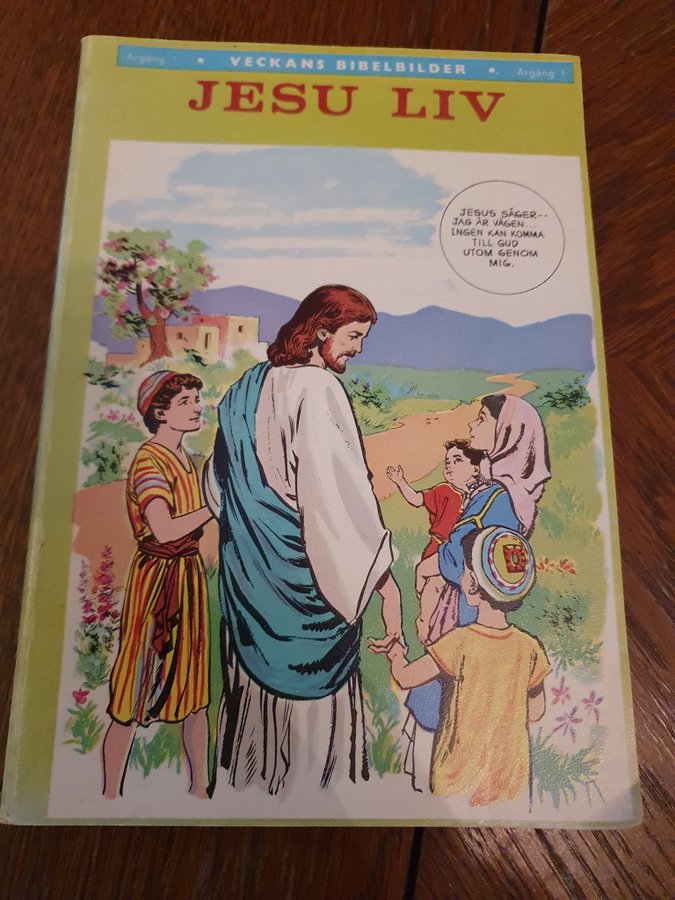 Årgång 1 • VECKANS BIBELBILDER • Årgång 1
JESU LIV
JESUS SÄGER--
JAG ÄR VÄGEN...
INGEN KAN KOMMA
TILL GUD
UTOM GENOM
MIG.